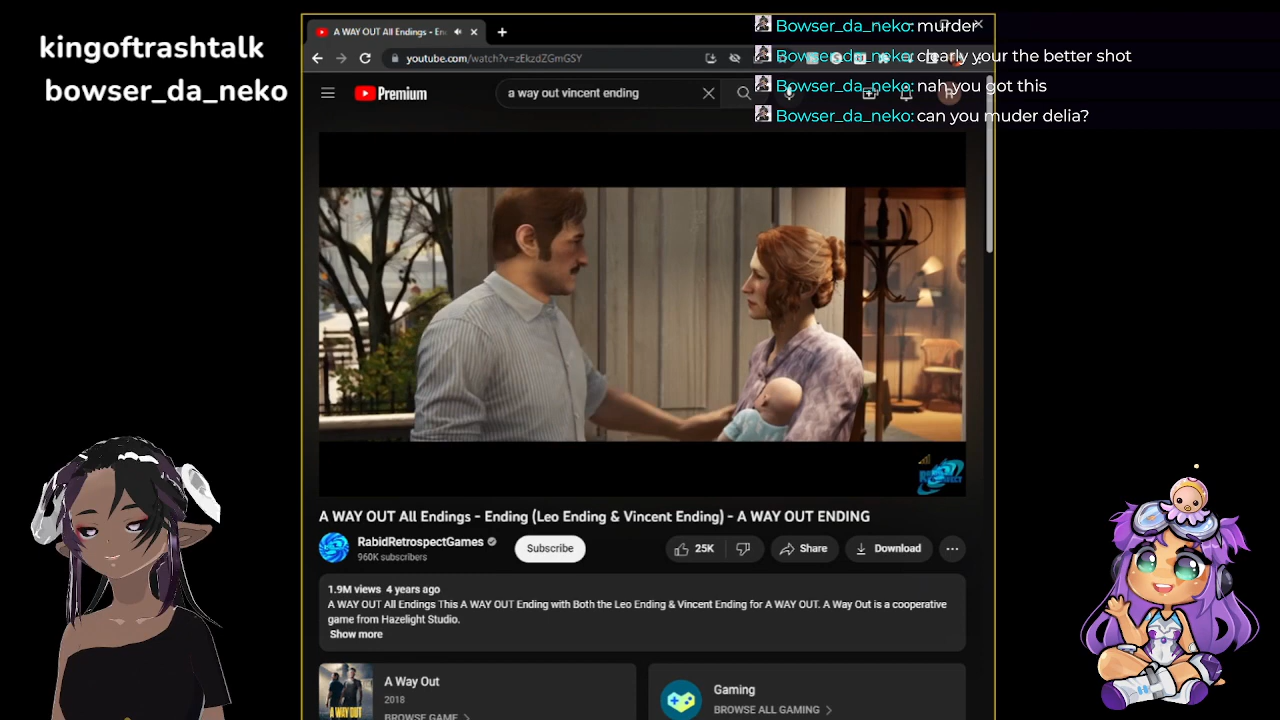 kingoftrashtalk
bowser_da_neko
A WAY OUT All Endings - En
youtube.com/watch?v=zEkzdZGmGSY
Premium
a way out vincent ending
Bowser_da_neko: murder
Bowser_da_neko: clearly your the better shot
Bowser_da_neko: nah you got this
Bowser_da_neko: can you muder delia?
A WAY OUT All Endings - Ending (Leo Ending & Vincent Ending) - A WAY OUT ENDING
RabidRetrospectGames
960K subscribers
Subscribe
25K
Share
Download
1.9M views 4 years ago
A WAY OUT All Endings This A WAY OUT Ending with Both the Leo Ending & Vincent Ending for A WAY OUT. A Way Out is a cooperative
game from Hazelight Studio.
Show more
A Way Out
2018
BROWSE GAME
Gaming
BROWSE ALL GAMING